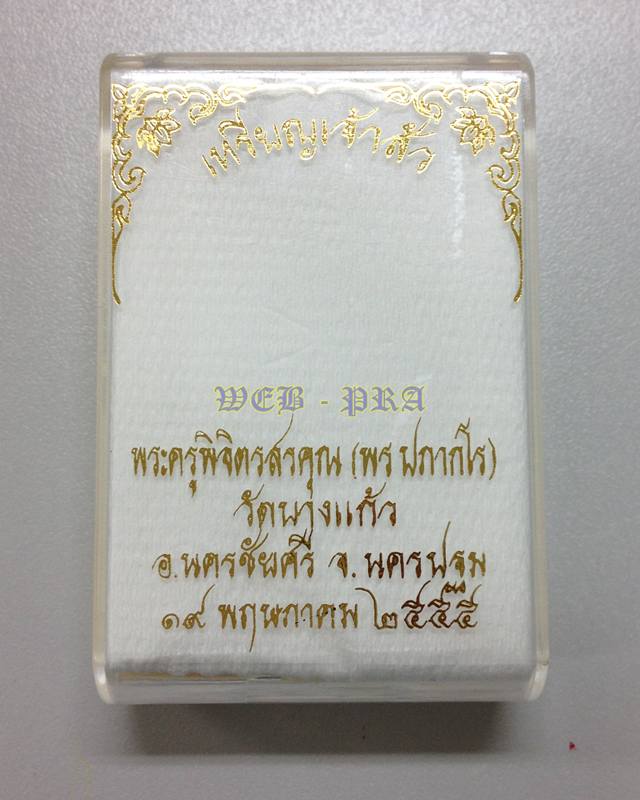 เหรียญเจ้าสัว
WEB - PRA
พระครูพิจิตรสรคุณ (พร ปภากโร)
วัดบางแก้ว
อ.นครชัยศรี จ.นครปฐม
๑๙ พฤษภาคม ๒๕๕๕